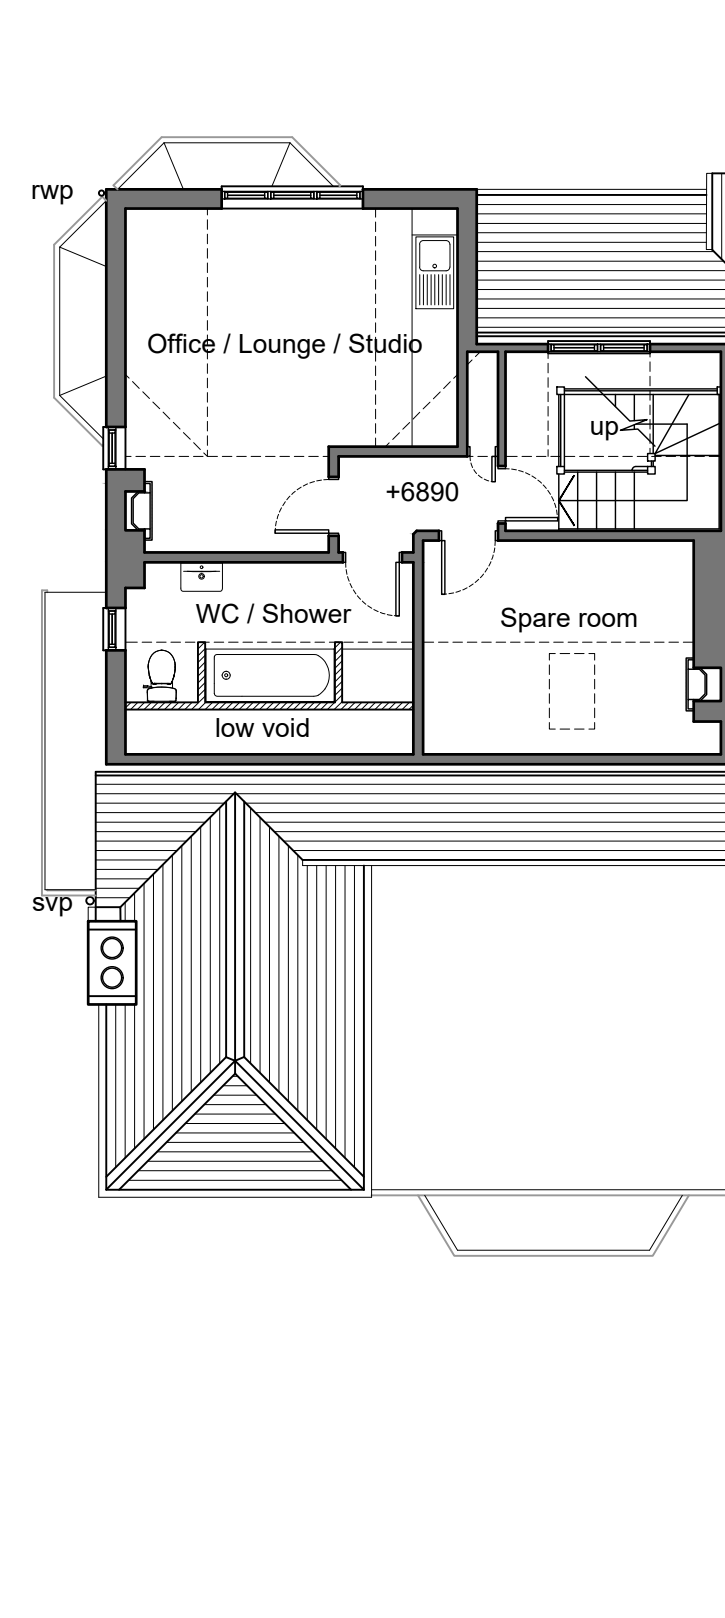 rwp
Office / Lounge / Studio
up
+6890
WC / Shower
Spare room
low void
svp